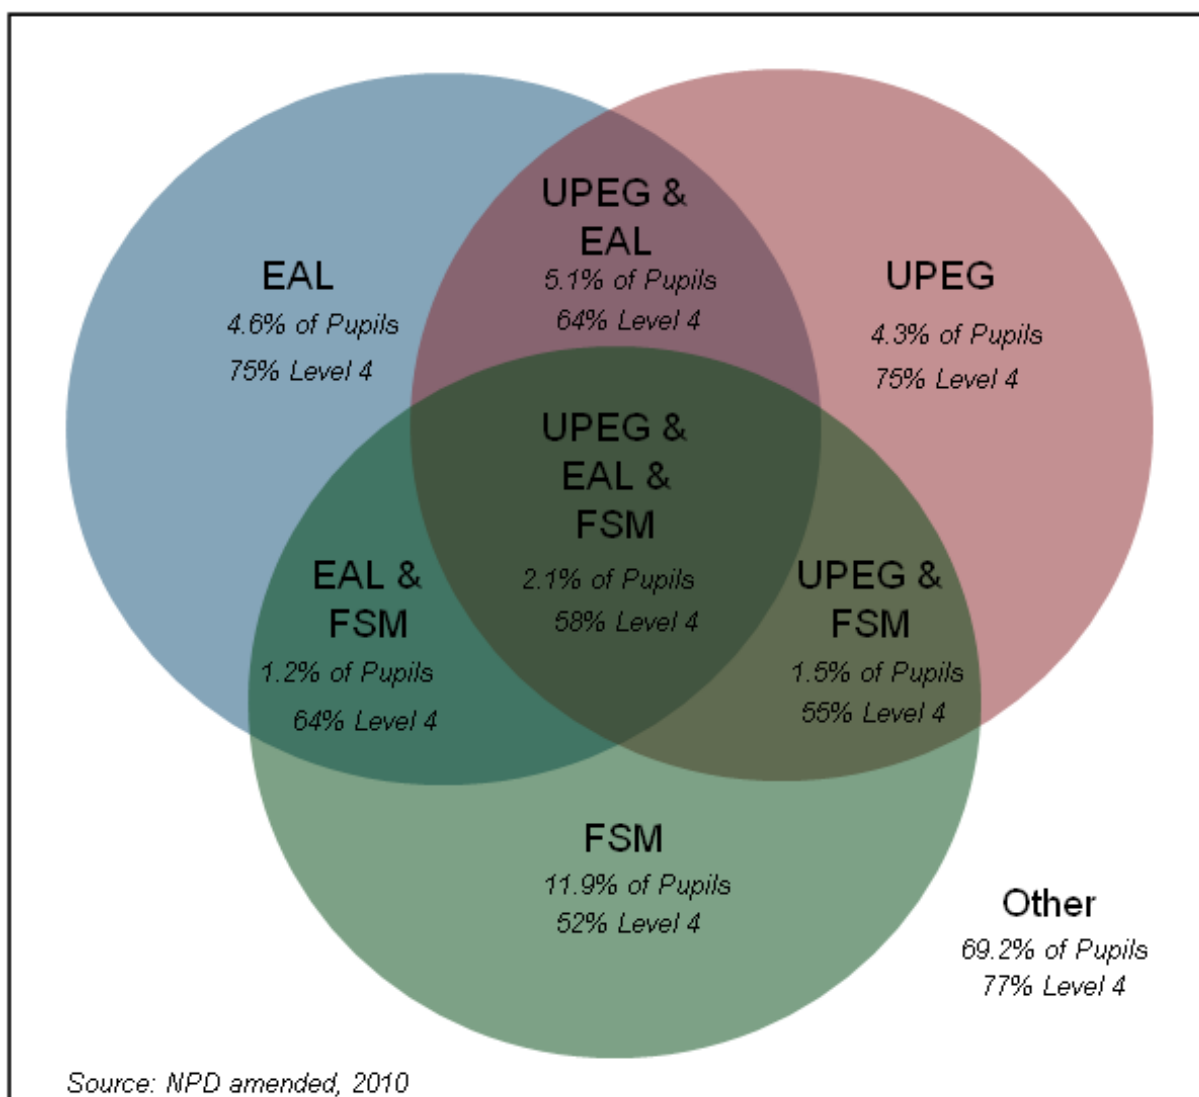 UPEG &
EAL
5.1% of Pupils
64% Level 4
EAL
4.6% of Pupils
75% Level 4
UPEG
4.3% of Pupils
75% Level 4
UPEG &
EAL &
FSM
2.1% of Pupils
58% Level 4
EAL &
FSM
1.2% of Pupils
64% Level 4
UPEG &
FSM
1.5% of Pupils
55% Level 4
FSM
11.9% of Pupils
52% Level 4
Other
69.2% of Pupils
77% Level 4
Source: NPD amended, 2010